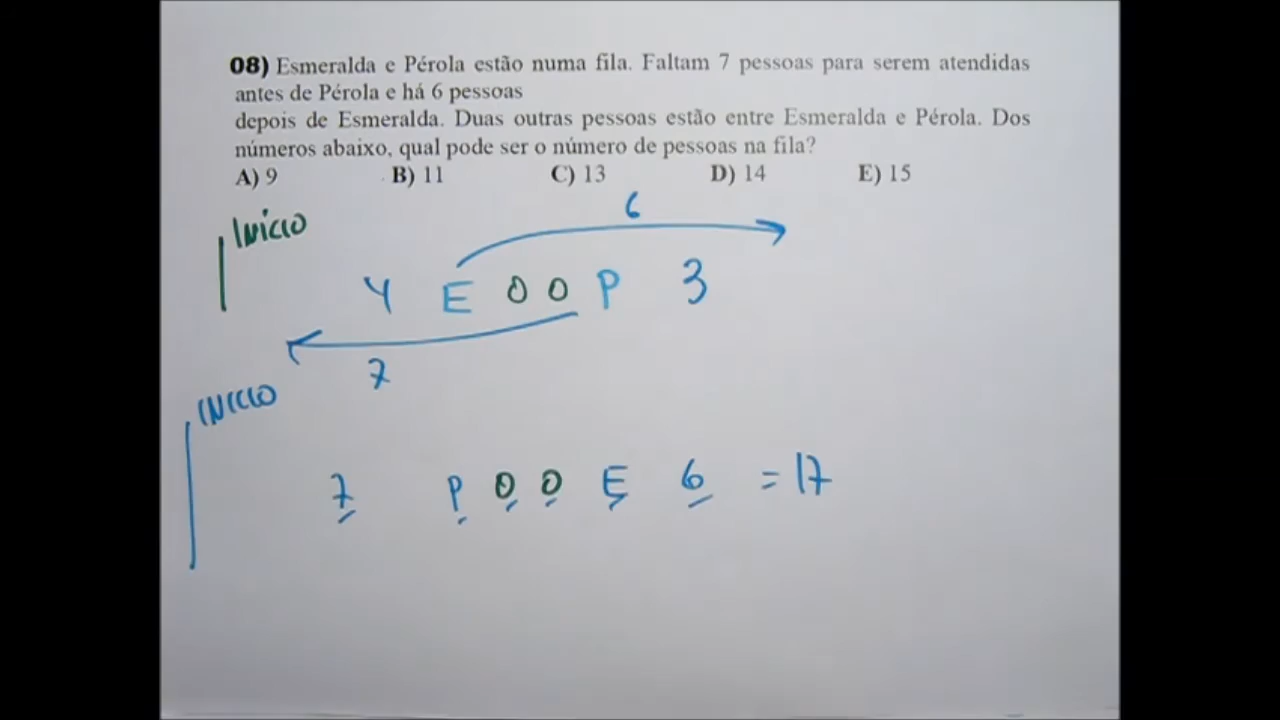 08) Esmeralda e Pérola estão numa fila. Faltam 7 pessoas para serem atendidas
antes de Pérola e há 6 pessoas
depois de Esmeralda. Duas outras pessoas estão entre Esmeralda e Pérola. Dos
números abaixo, qual pode ser o número de pessoas na fila?
A) 9 B) 11 C) 13 D) 14 E) 15
INÍCIO
6
4 E O O P 3
7
INICIO
7 P O O E 6 = 17